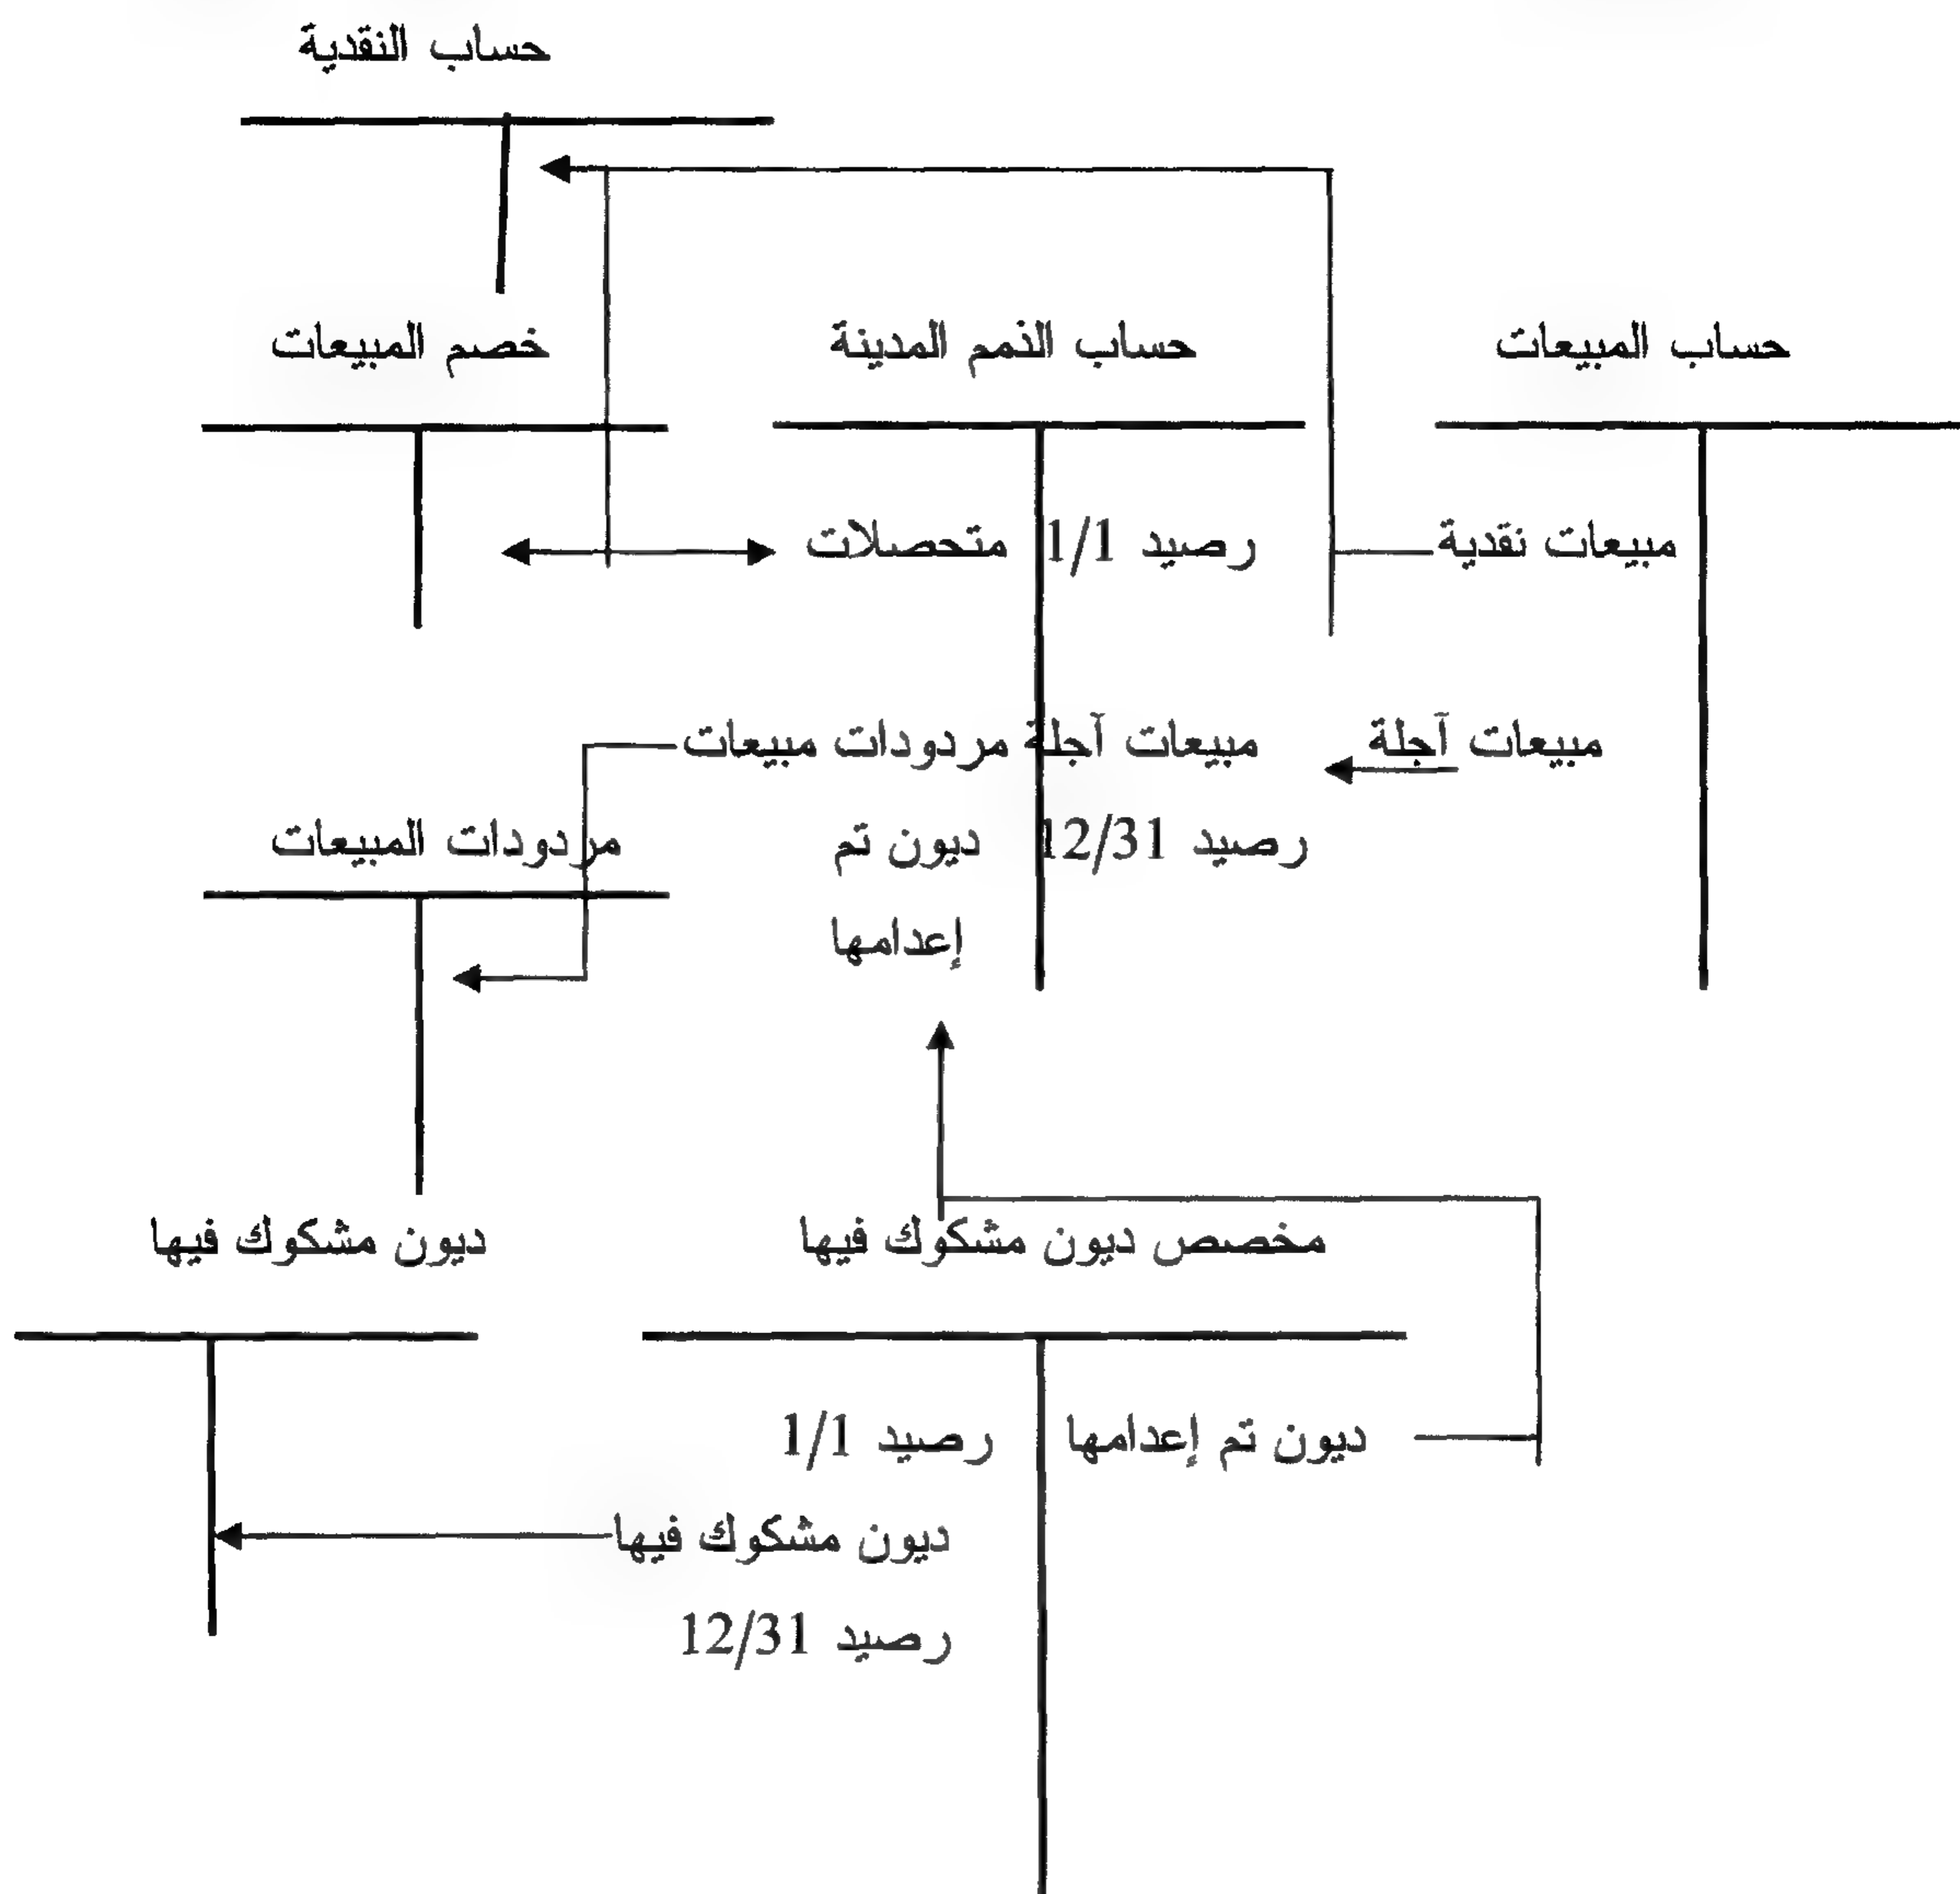 حساب النقدية
حساب المبيعات
حساب الذمم المدينة
خصم المبيعات
مبيعات نقدية
رصيد 1/1
متحصلات
مبيعات آجلة
مبيعات آجلة
مردودات مبيعات
رصيد 12/31
ديون تم
إعدامها
مردودات المبيعات
مخصص ديون مشكوك فيها
ديون مشكوك فيها
ديون تم إعدامها
رصيد 1/1
ديون مشكوك فيها
رصيد 12/31